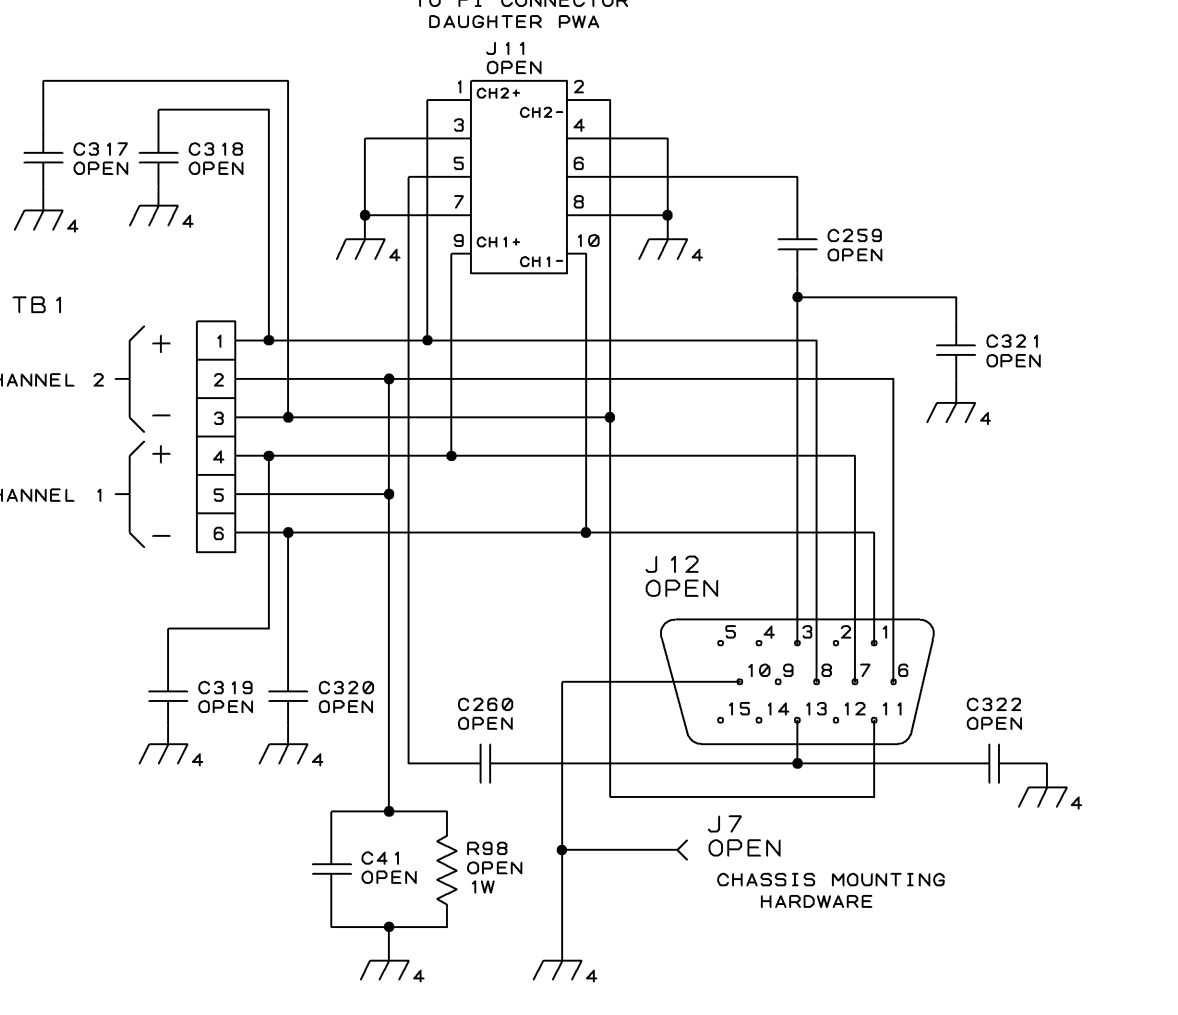 TO P1 CONNECTOR
DAUGHTER PWA
J11
OPEN
1 CH2+ 2
CH2-
3 4
5 6
7 8
9 CH1+ 10
CH1-
C317
OPEN
C318
OPEN
4
4
4
4
C259
OPEN
C321
OPEN
4
TB1
+
CHANNEL 2
-
+
CHANNEL 1
-
1
2
3
4
5
6
J12
OPEN
5 4 3 2 1
10 9 8 7 6
15 14 13 12 11
C319
OPEN
C320
OPEN
4
4
C260
OPEN
C322
OPEN
4
C41
OPEN
R98
OPEN
1W
4
J7
OPEN
CHASSIS MOUNTING
HARDWARE
4